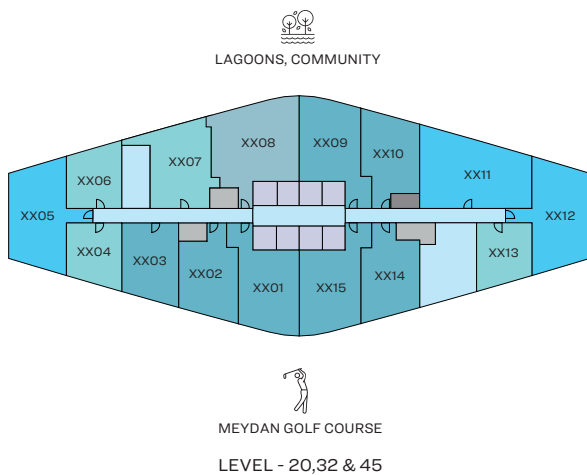 LAGOONS, COMMUNITY
XX09
XX08
XX10
XX07
XX11
XX06
XX05
XX12
XX04
XX13
XX03
XX02
XX14
XX01
XX15
MEYDAN GOLF COURSE
LEVEL - 20,32 & 45